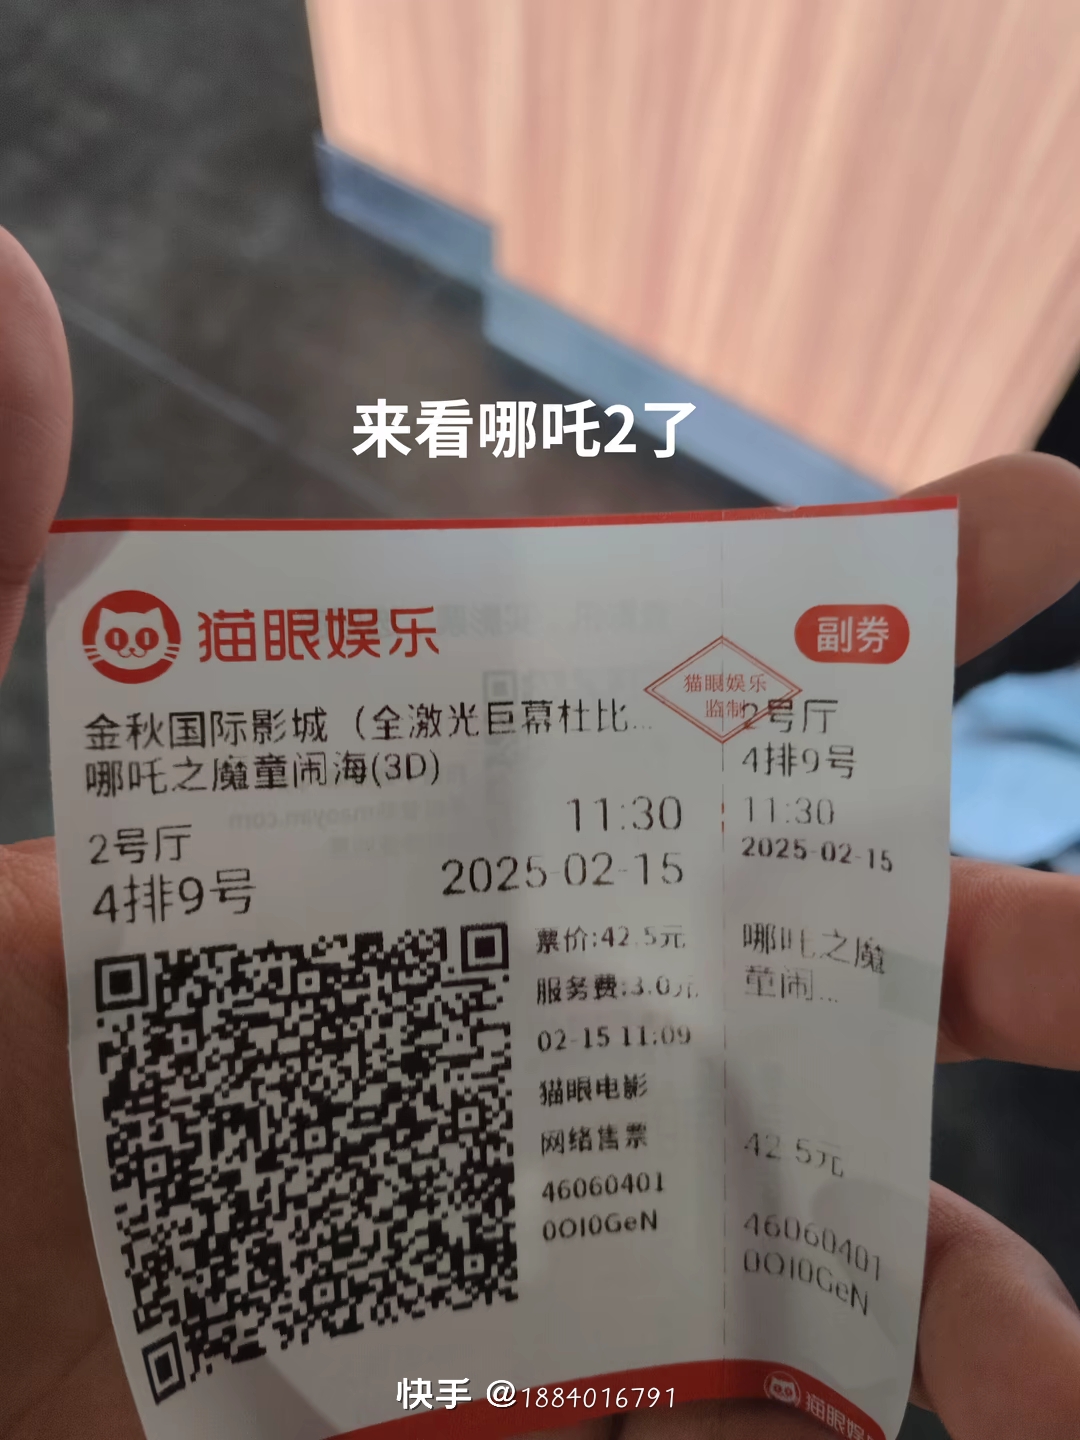 来看哪吒2了
猫眼娱乐
副券
猫眼娱乐
监制
金秋国际影城（全激光巨幕杜比...
哪吒之魔童闹海(3D)
2号厅
4排9号
11:30
2025-02-15
票价:42.5元
服务费:3.0元
02-15 11:09
猫眼电影
网络售票
46060401
0OI0GeN
2号厅
4排9号
11:30
2025-02-15
哪吒之魔
童闹...
42.5元
46060401
0OI0GeN
快手 @1884016791
猫眼娱